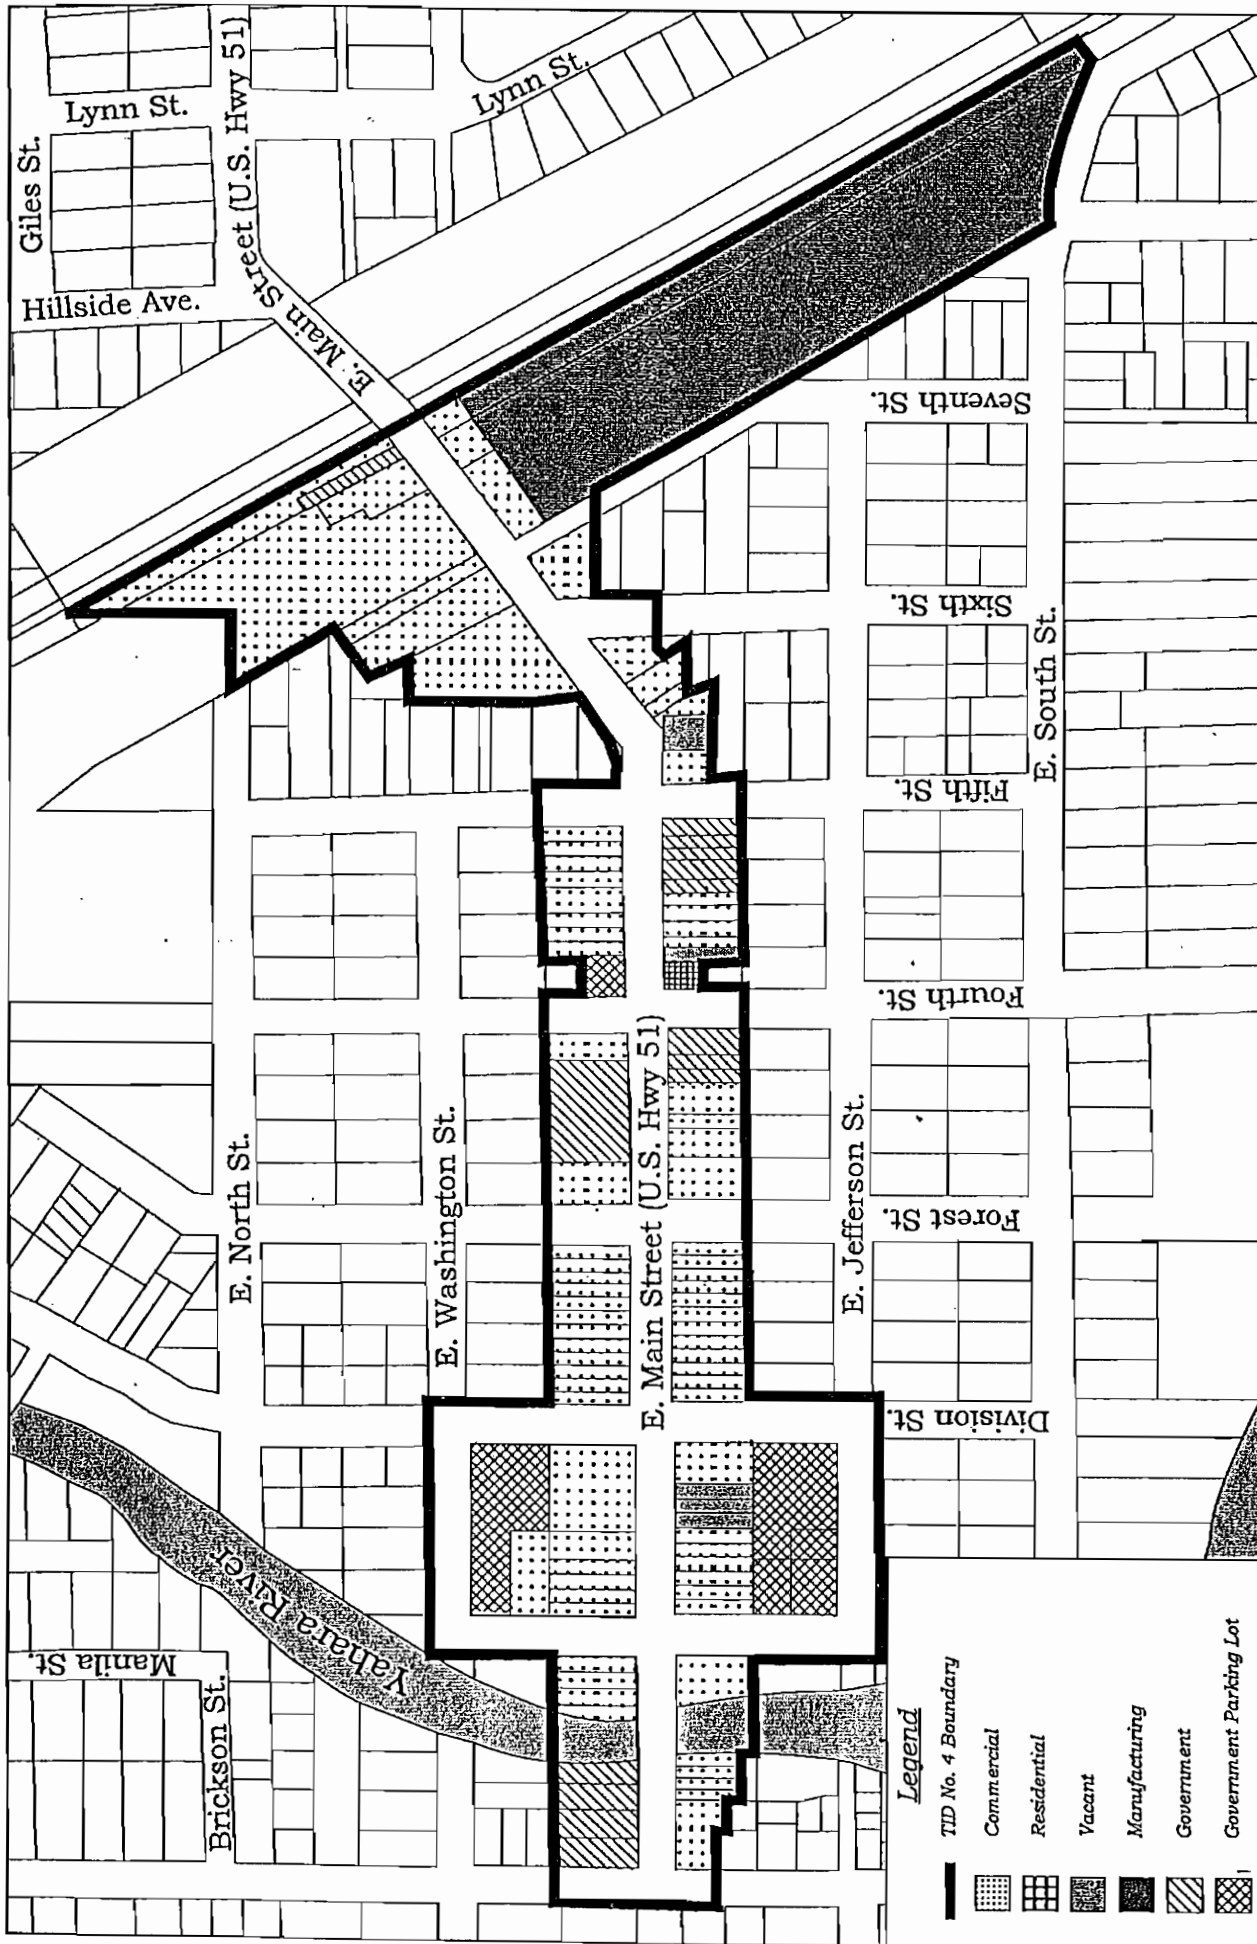 Giles St.
Lynn St.
Hillside Ave.
E. Main Street (U.S. Hwy 51)
Lynn St.
Seventh St.
Sixth St.
E. South St.
Fifth St.
Fourth St.
E. North St.
E. Washington St.
E. Main Street (U.S. Hwy 51)
E. Jefferson St.
Forest St.
Division St.
Yahara River
Manila St.
Brickson St.
Legend
TID No. 4 Boundary
Commercial
Residential
Vacant
Manufacturing
Government
Government Parking Lot